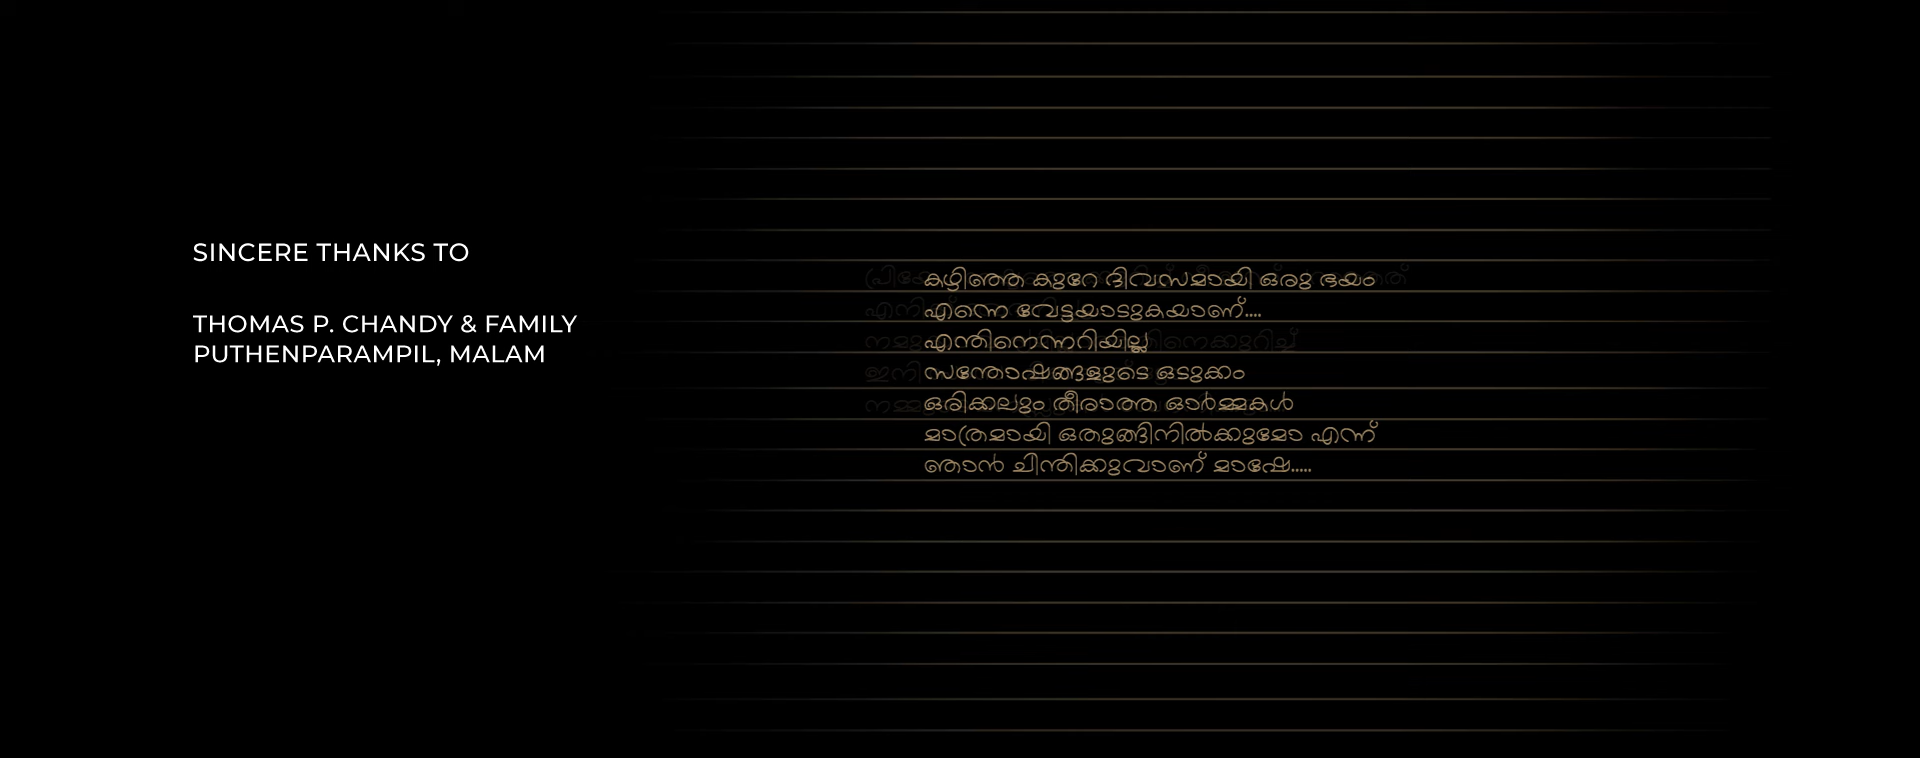 SINCERE THANKS TO
THOMAS P. CHANDY & FAMILY
PUTHENPARAMPIL, MALAM
കഴിഞ്ഞ കുറേ ദിവസമായി ഒരു ഭയം
എന്നെ വേട്ടയാടുകയാണ്....
എന്തിനെന്നറിയില്ല
സന്തോഷങ്ങളുടെ ഒടുക്കം
ഒരിക്കലും തീരാത്ത ഓർമ്മകൾ
മാത്രമായി ഒതുങ്ങിനിൽക്കുമോ എന്ന്
ഞാൻ ചിന്തിക്കുവാണ് മാഷേ.....